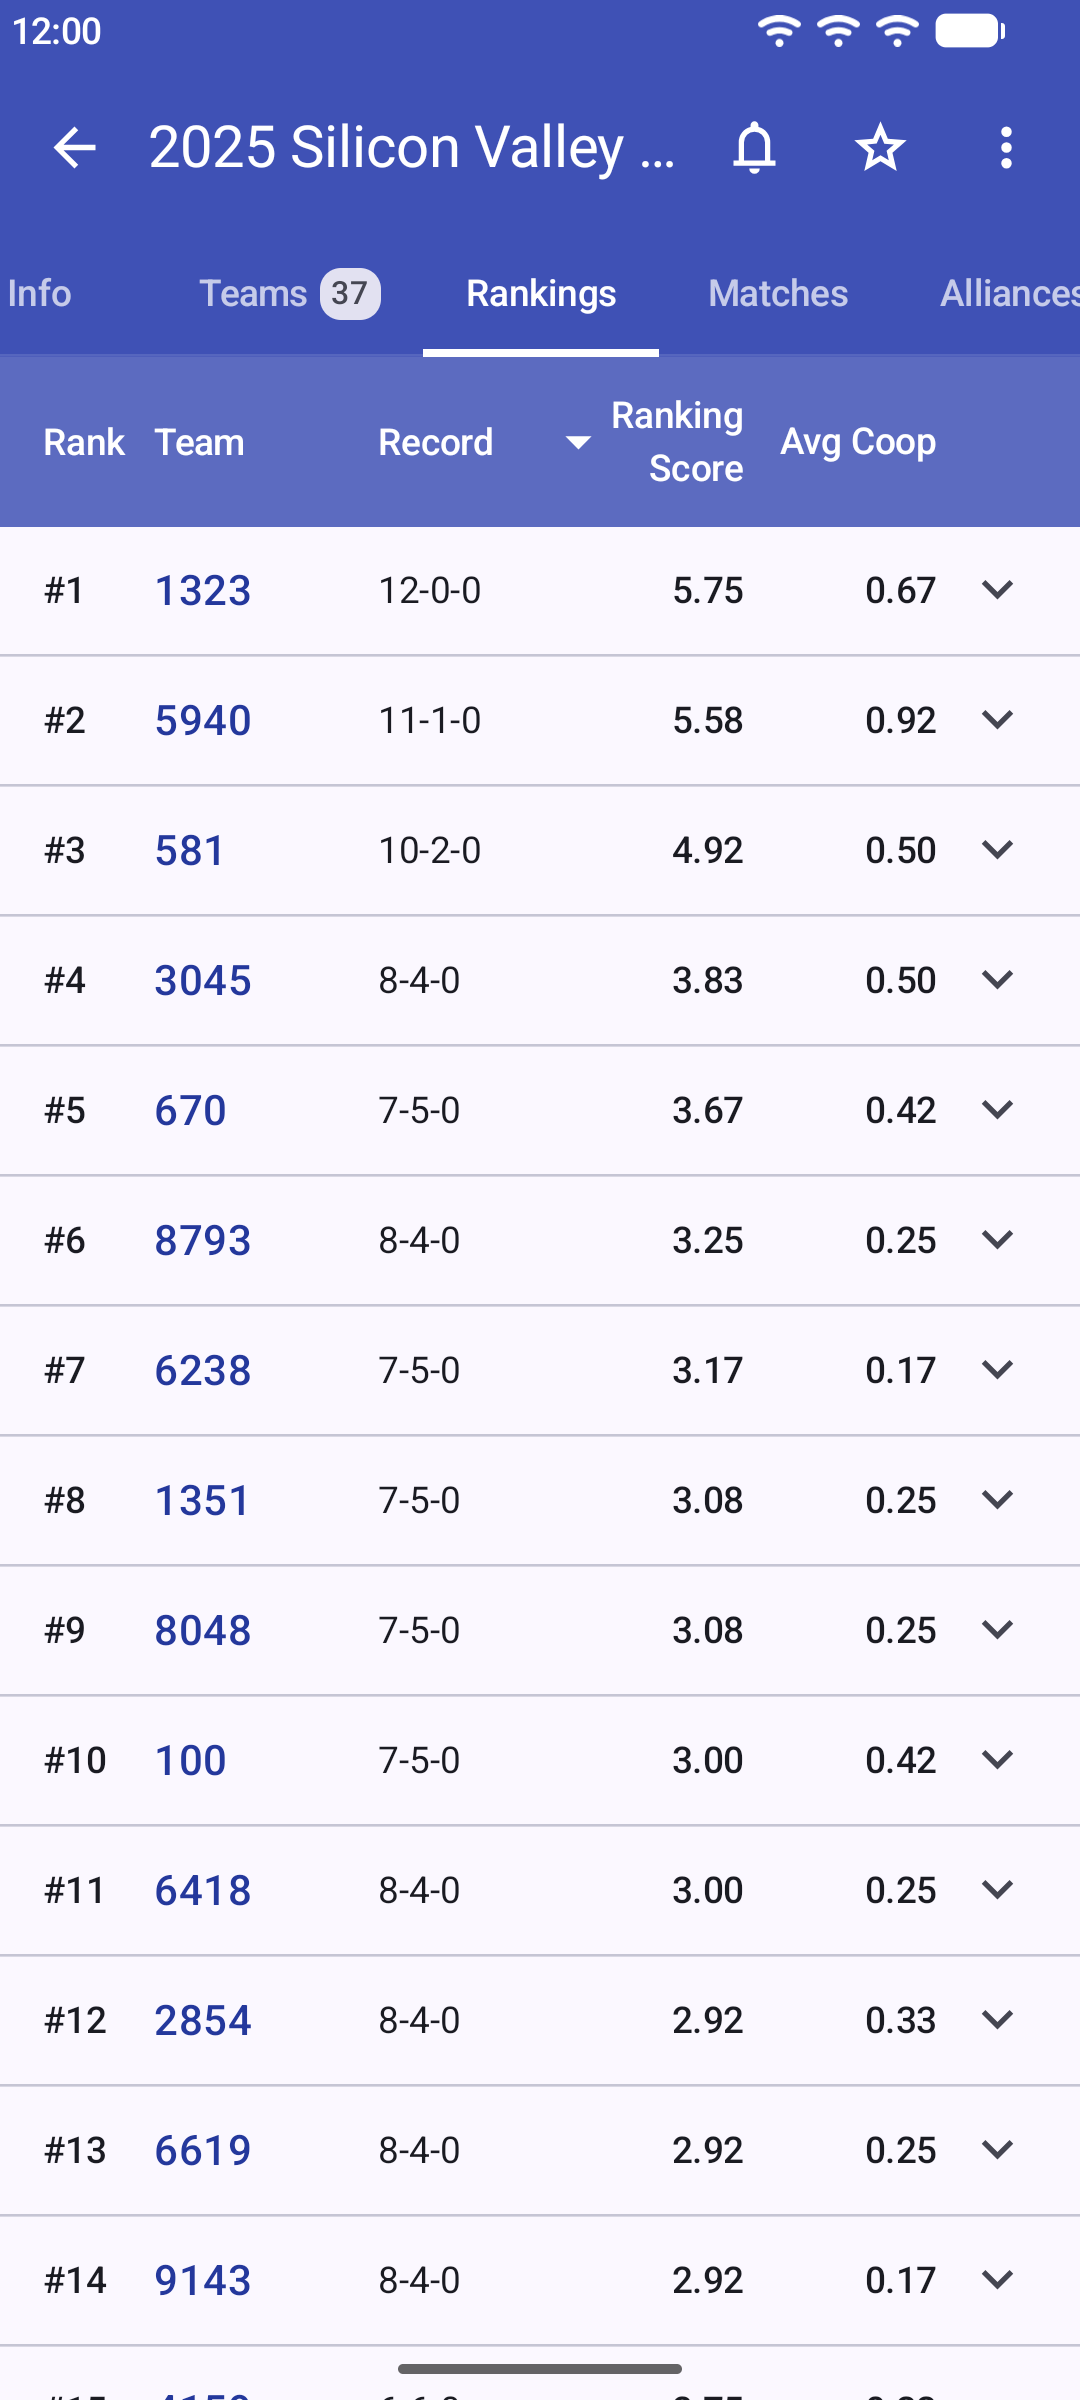 12:00
2025 Silicon Valley ...
Info Teams 37 Rankings Matches Alliances
Rank Team Record Ranking Score Avg Coop
#1 1323 12-0-0 5.75 0.67
#2 5940 11-1-0 5.58 0.92
#3 581 10-2-0 4.92 0.50
#4 3045 8-4-0 3.83 0.50
#5 670 7-5-0 3.67 0.42
#6 8793 8-4-0 3.25 0.25
#7 6238 7-5-0 3.17 0.17
#8 1351 7-5-0 3.08 0.25
#9 8048 7-5-0 3.08 0.25
#10 100 7-5-0 3.00 0.42
#11 6418 8-4-0 3.00 0.25
#12 2854 8-4-0 2.92 0.33
#13 6619 8-4-0 2.92 0.25
#14 9143 8-4-0 2.92 0.17